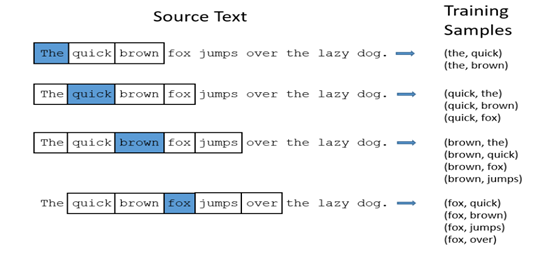 Source Text
Training
Samples
The quick brown fox jumps over the lazy dog.
(the, quick)
(the, brown)
The quick brown fox jumps over the lazy dog.
(quick, the)
(quick, brown)
(quick, fox)
The quick brown fox jumps over the lazy dog.
(brown, the)
(brown, quick)
(brown, fox)
(brown, jumps)
The quick brown fox jumps over the lazy dog.
(fox, quick)
(fox, brown)
(fox, jumps)
(fox, over)